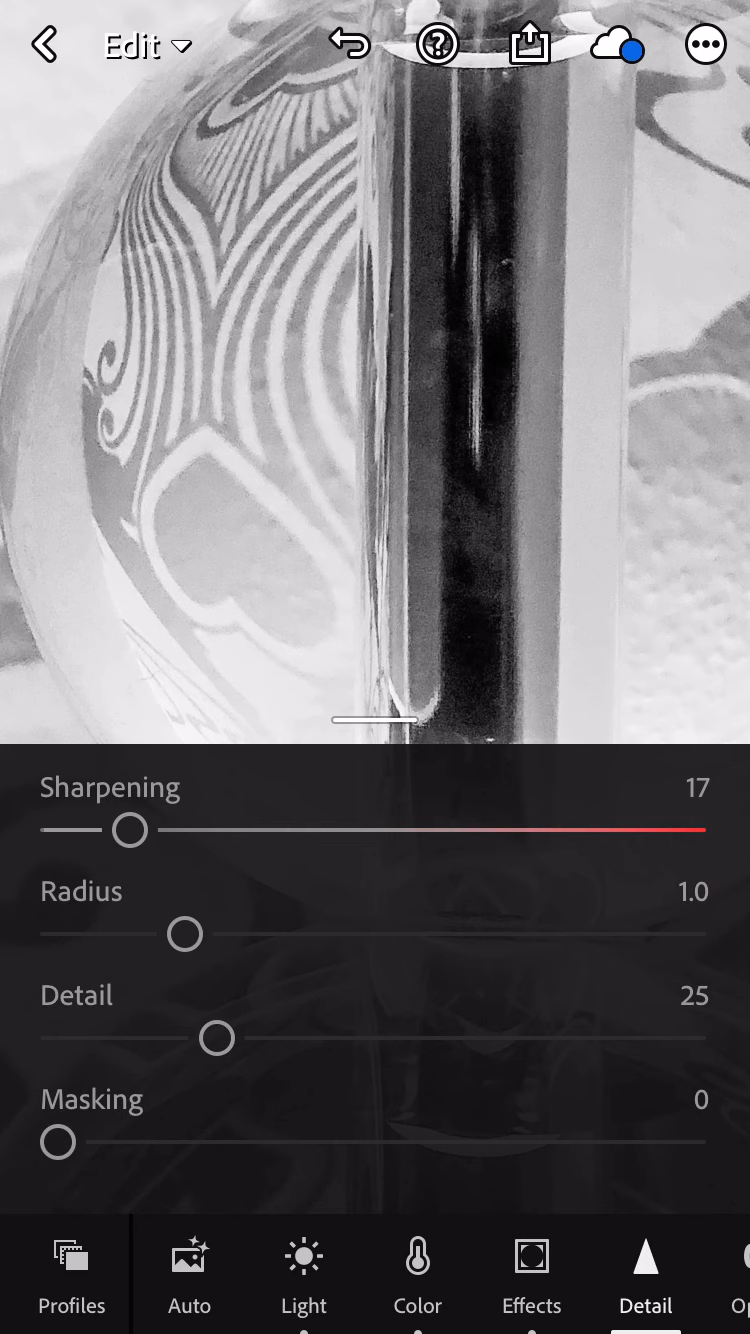 Edit
Sharpening 17
Radius 1.0
Detail 25
Masking 0
Profiles Auto Light Color Effects Detail